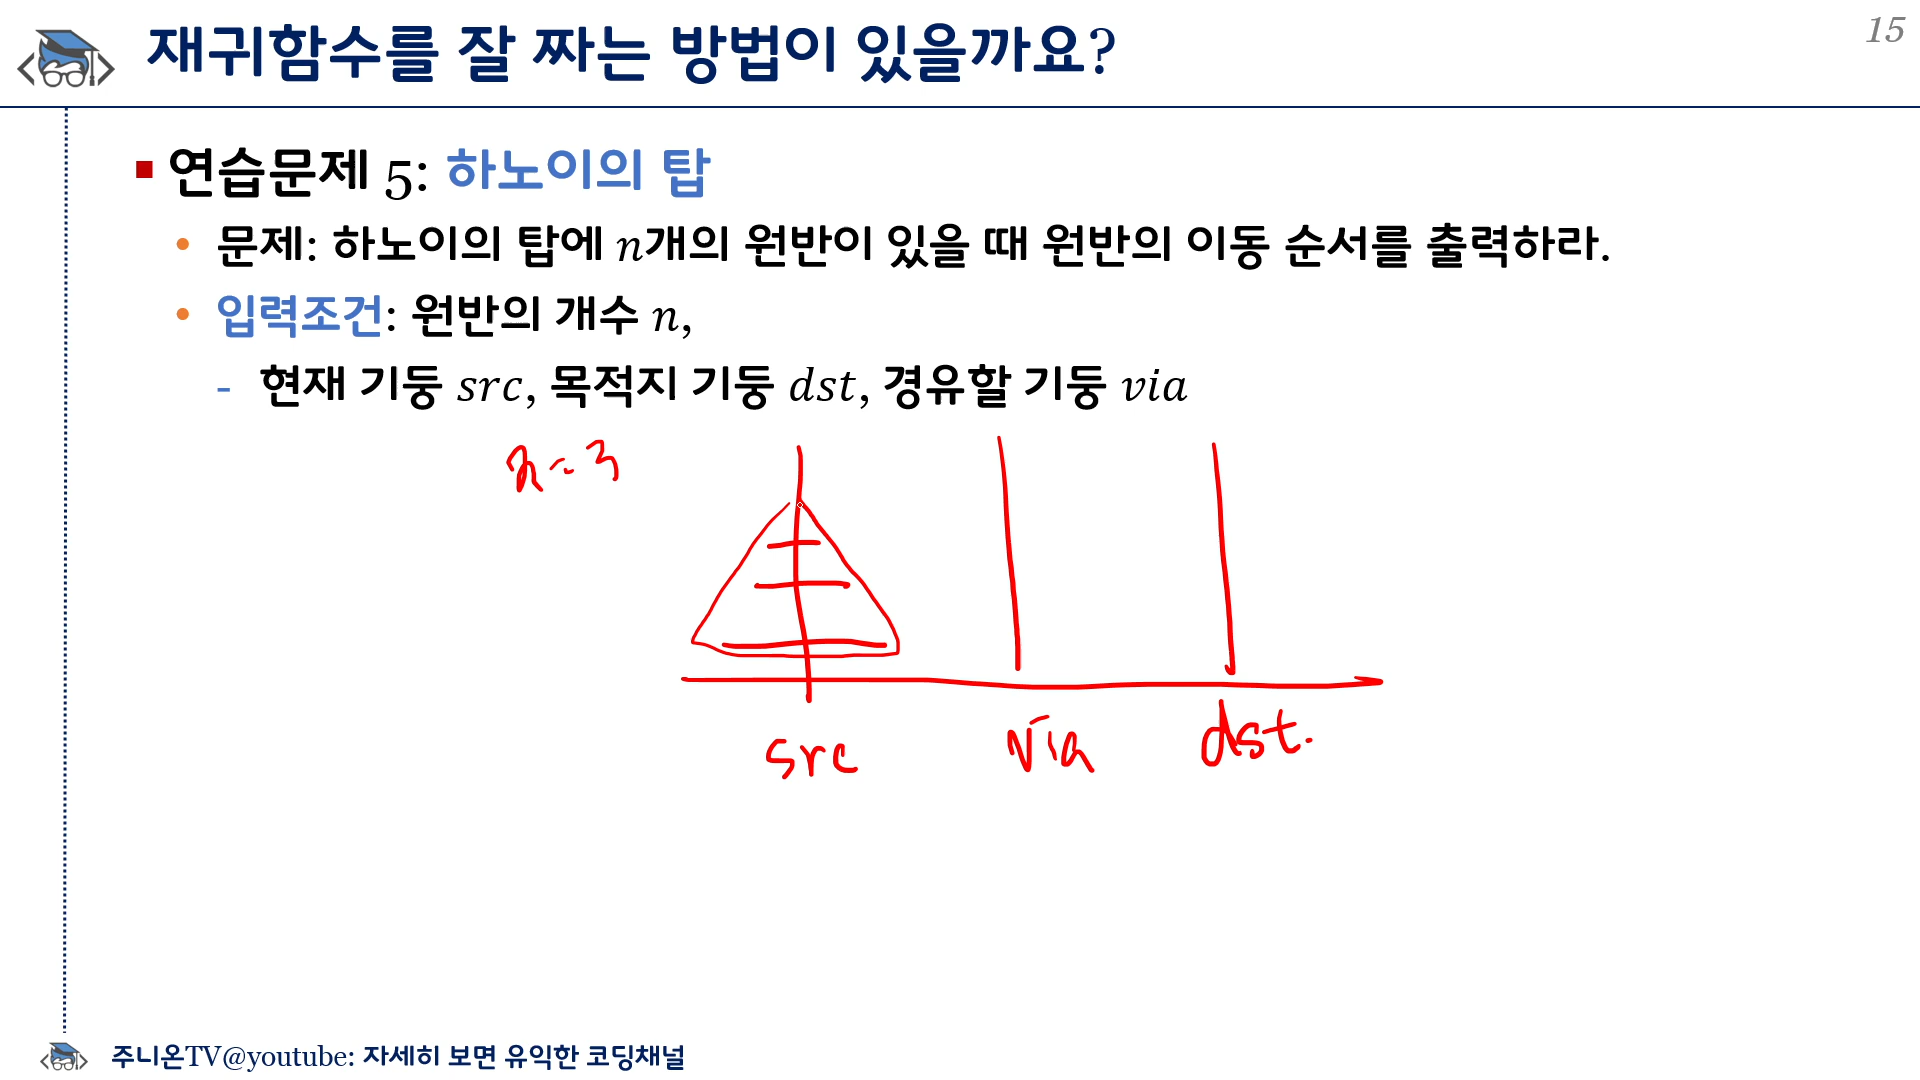 재귀함수를 잘 짜는 방법이 있을까요?
15
연습문제 5: 하노이의 탑
문제: 하노이의 탑에 n개의 원반이 있을 때 원반의 이동 순서를 출력하라.
입력조건: 원반의 개수 n,
- 현재 기둥 src, 목적지 기둥 dst, 경유할 기둥 via
n=3
src via dst.
주니온TV@youtube: 자세히 보면 유익한 코딩채널